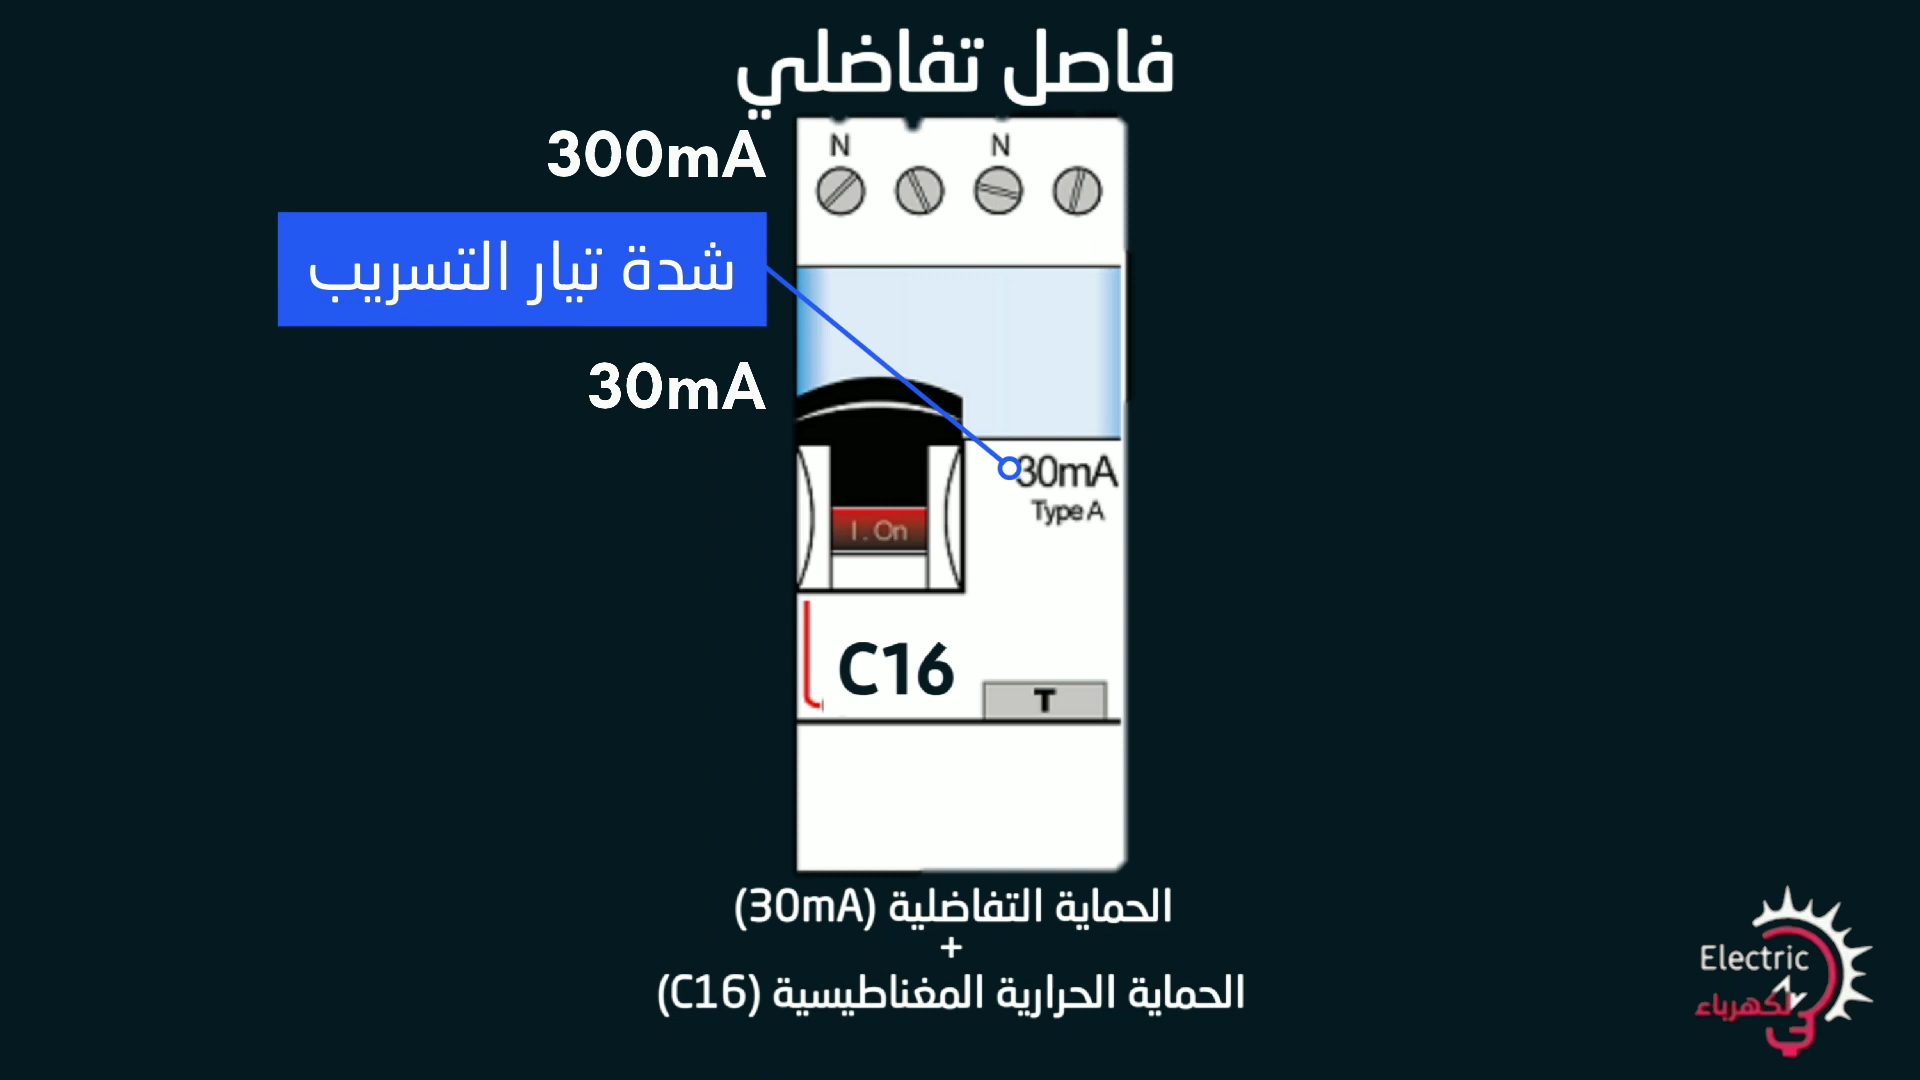 فاصل تفاضلي
300mA
شدة تيار التسريب
30mA
N N
30mA
Type A
I.On
C16
T
الحماية التفاضلية (30mA)
+
الحماية الحرارية المغناطيسية (C16)
Electric
لكهرباء